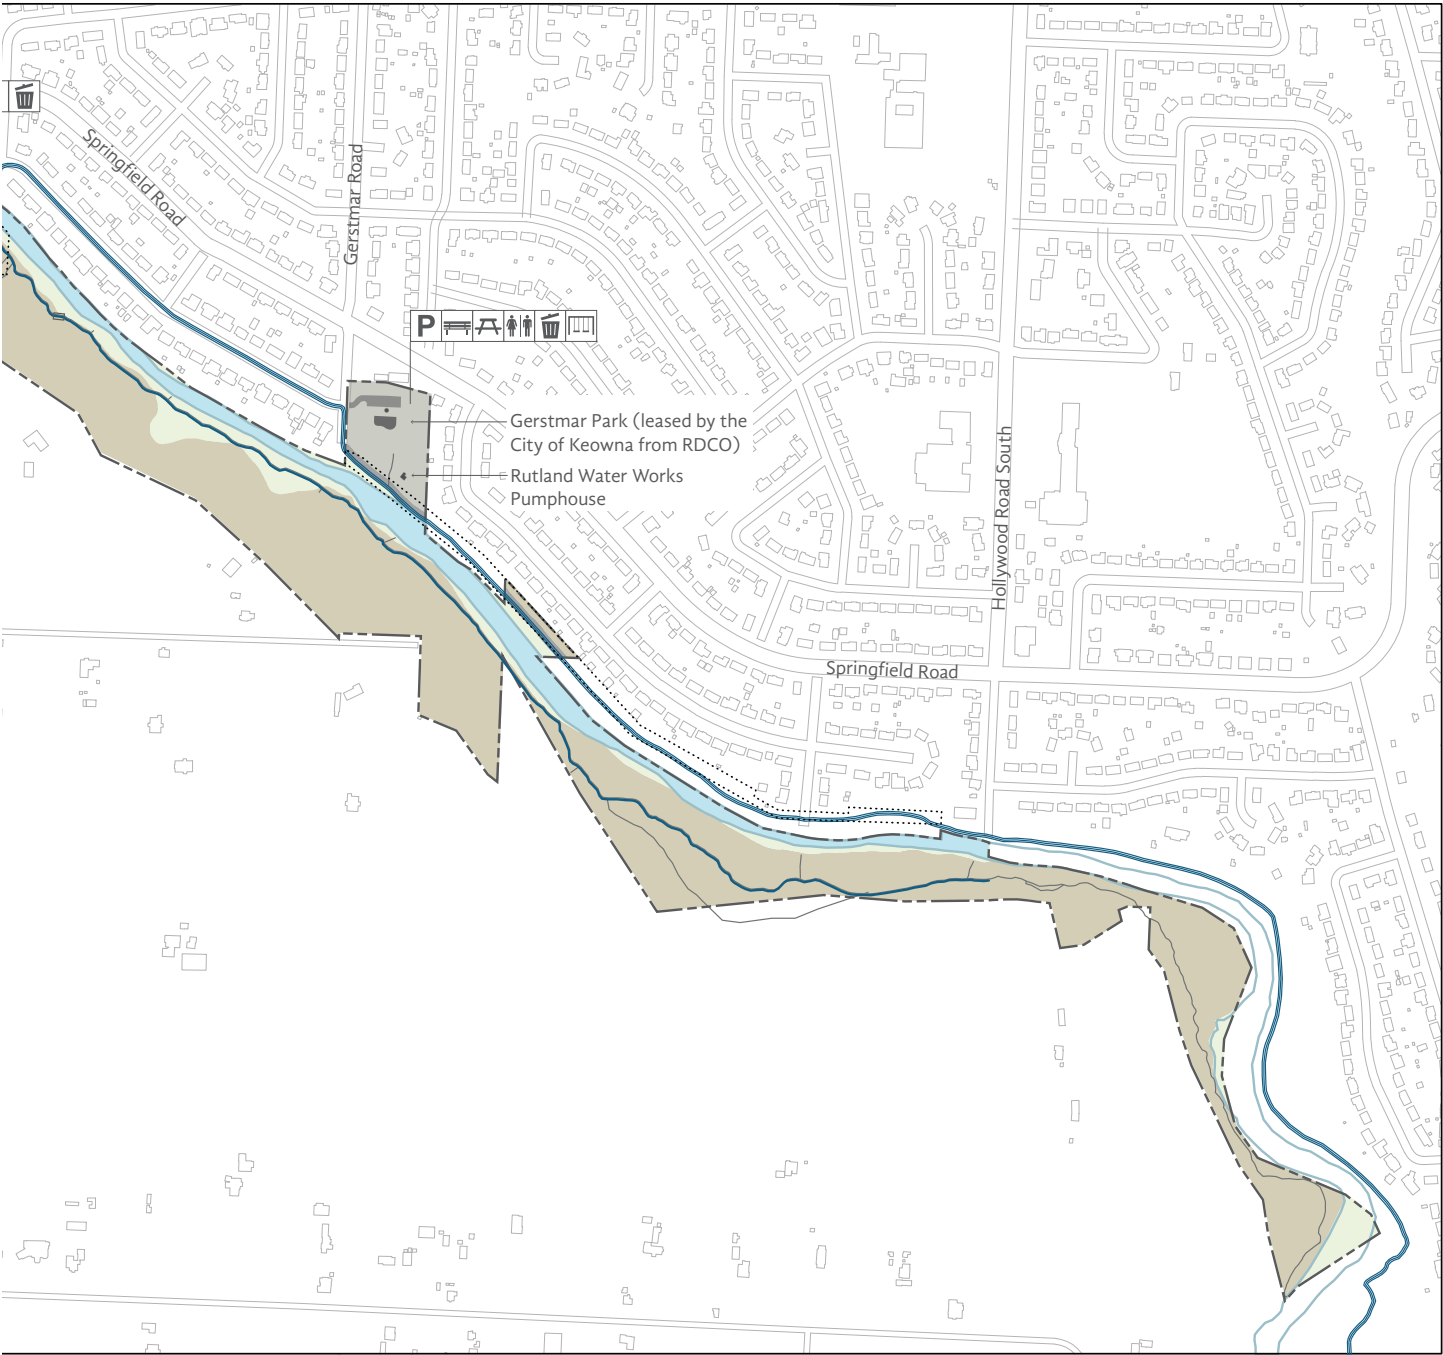 Springfield Road
Gerstmar Road
P
Gerstmar Park (leased by the
City of Keowna from RDCO)
Rutland Water Works
Pumphouse
Hollywood Road South
Springfield Road